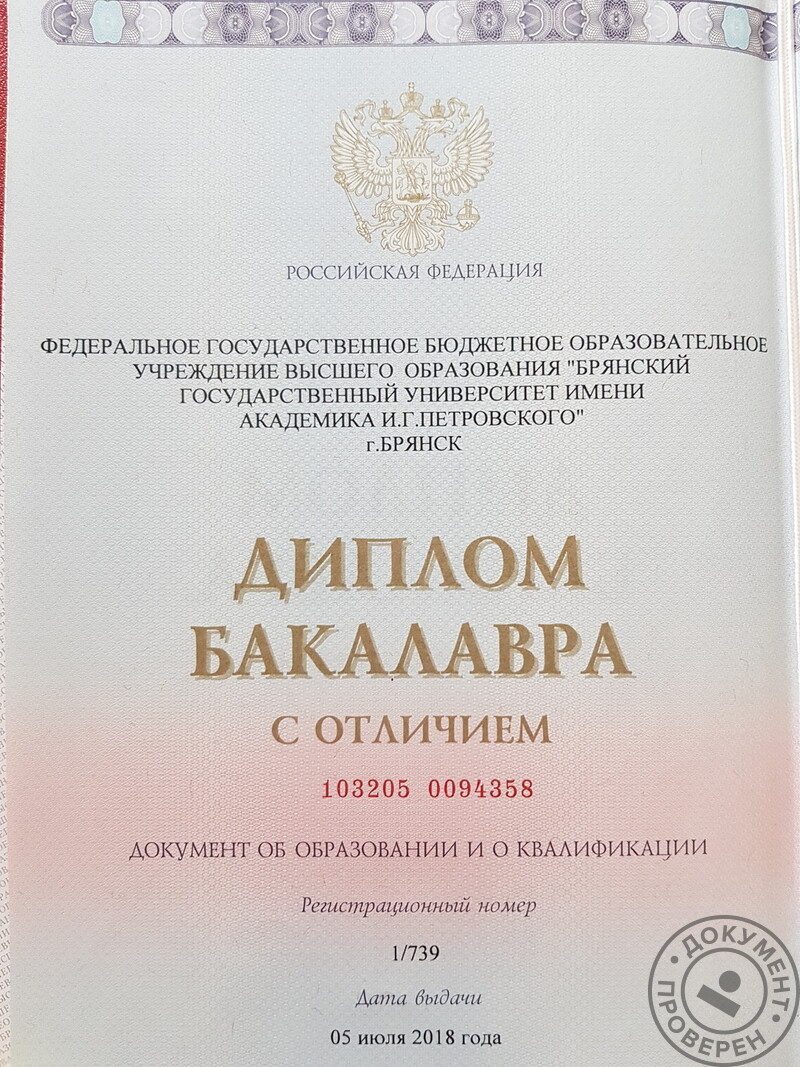 РОССИЙСКАЯ ФЕДЕРАЦИЯ
ФЕДЕРАЛЬНОЕ ГОСУДАРСТВЕННОЕ БЮДЖЕТНОЕ ОБРАЗОВАТЕЛЬНОЕ
УЧРЕЖДЕНИЕ ВЫСШЕГО ОБРАЗОВАНИЯ "БРЯНСКИЙ
ГОСУДАРСТВЕННЫЙ УНИВЕРСИТЕТ ИМЕНИ
АКАДЕМИКА И.Г.ПЕТРОВСКОГО"
г.БРЯНСК
ДИПЛОМ
БАКАЛАВРА
С ОТЛИЧИЕМ
103205 0094358
ДОКУМЕНТ ОБ ОБРАЗОВАНИИ И О КВАЛИФИКАЦИИ
Регистрационный номер
1/739
Дата выдачи
05 июля 2018 года
ДОКУМЕНТ
ПРОВЕРЕН